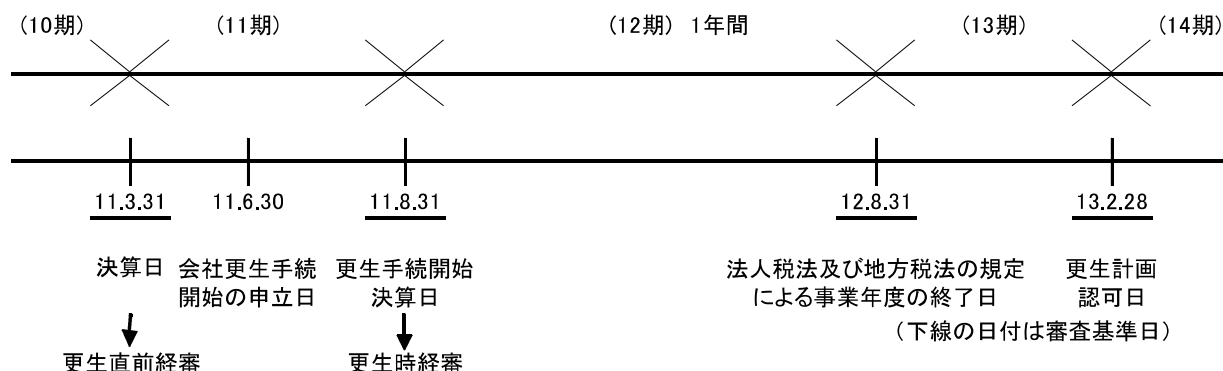 (10期) (11期) (12期) 1年間 (13期) (14期)
11.3.31 11.6.30 11.8.31 12.8.31 13.2.28
決算日 会社更生手続 更生手続開始 法人税法及び地方税法の規定 更生計画
開始の申立日 決算日 による事業年度の終了日 認可日
(下線の日付は審査基準日)
更生直前経審 更生時経審